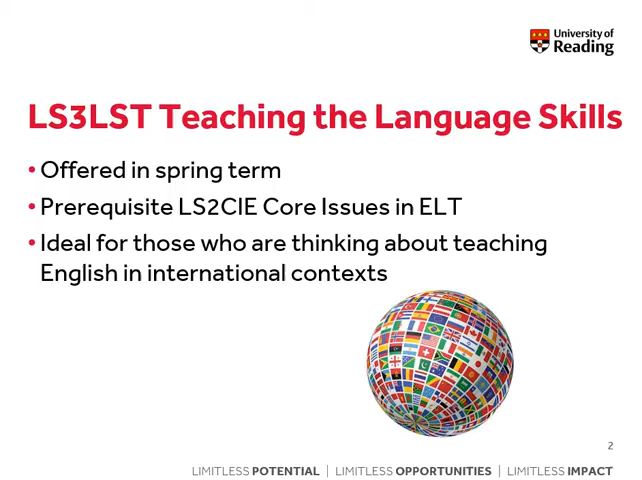 University of
Reading
LS3LST Teaching the Language Skills
• Offered in spring term
• Prerequisite LS2CIE Core Issues in ELT
• Ideal for those who are thinking about teaching
English in international contexts
2
LIMITLESS POTENTIAL | LIMITLESS OPPORTUNITIES | LIMITLESS IMPACT